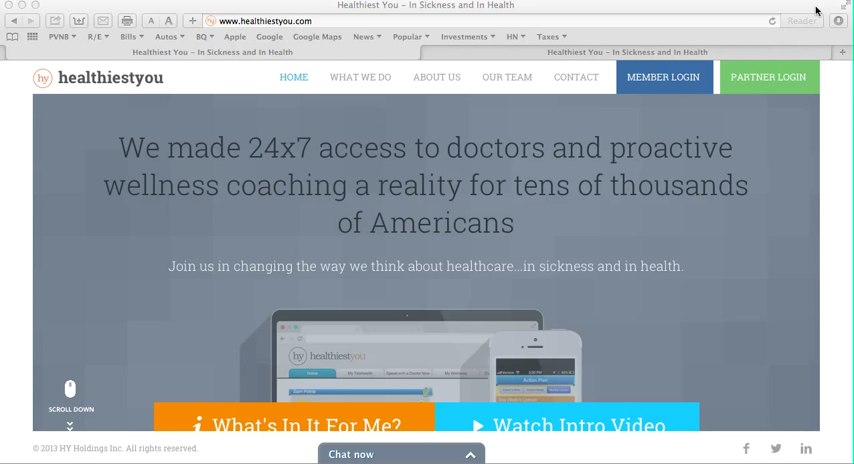 Healthiest You – In Sickness and In Health
A A + www.healthiestyou.com Reader
PVNB R/E Bills Autos BQ Apple Google Google Maps News Popular Investments HN Taxes
Healthiest You – In Sickness and In Health Healthiest You – In Sickness and In Health +
hy healthiestyou HOME WHAT WE DO ABOUT US OUR TEAM CONTACT MEMBER LOGIN PARTNER LOGIN
We made 24x7 access to doctors and proactive
wellness coaching a reality for tens of thousands
of Americans
Join us in changing the way we think about healthcare...in sickness and in health.
hy healthiestyou
Home
Action Plan
SCROLL DOWN
i What's In It For Me? Watch Intro Video
© 2013 HY Holdings Inc. All rights reserved.
Chat now